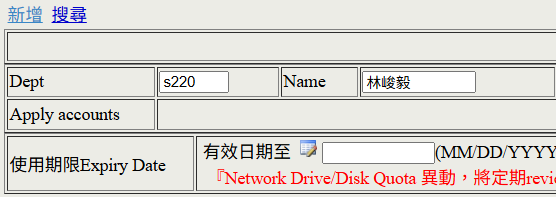 新增 搜尋
Dept s220 Name 林峻毅
Apply accounts
使用期限Expiry Date 有效日期至 (MM/DD/YYYY
『Network Drive/Disk Quota 異動，將定期revie